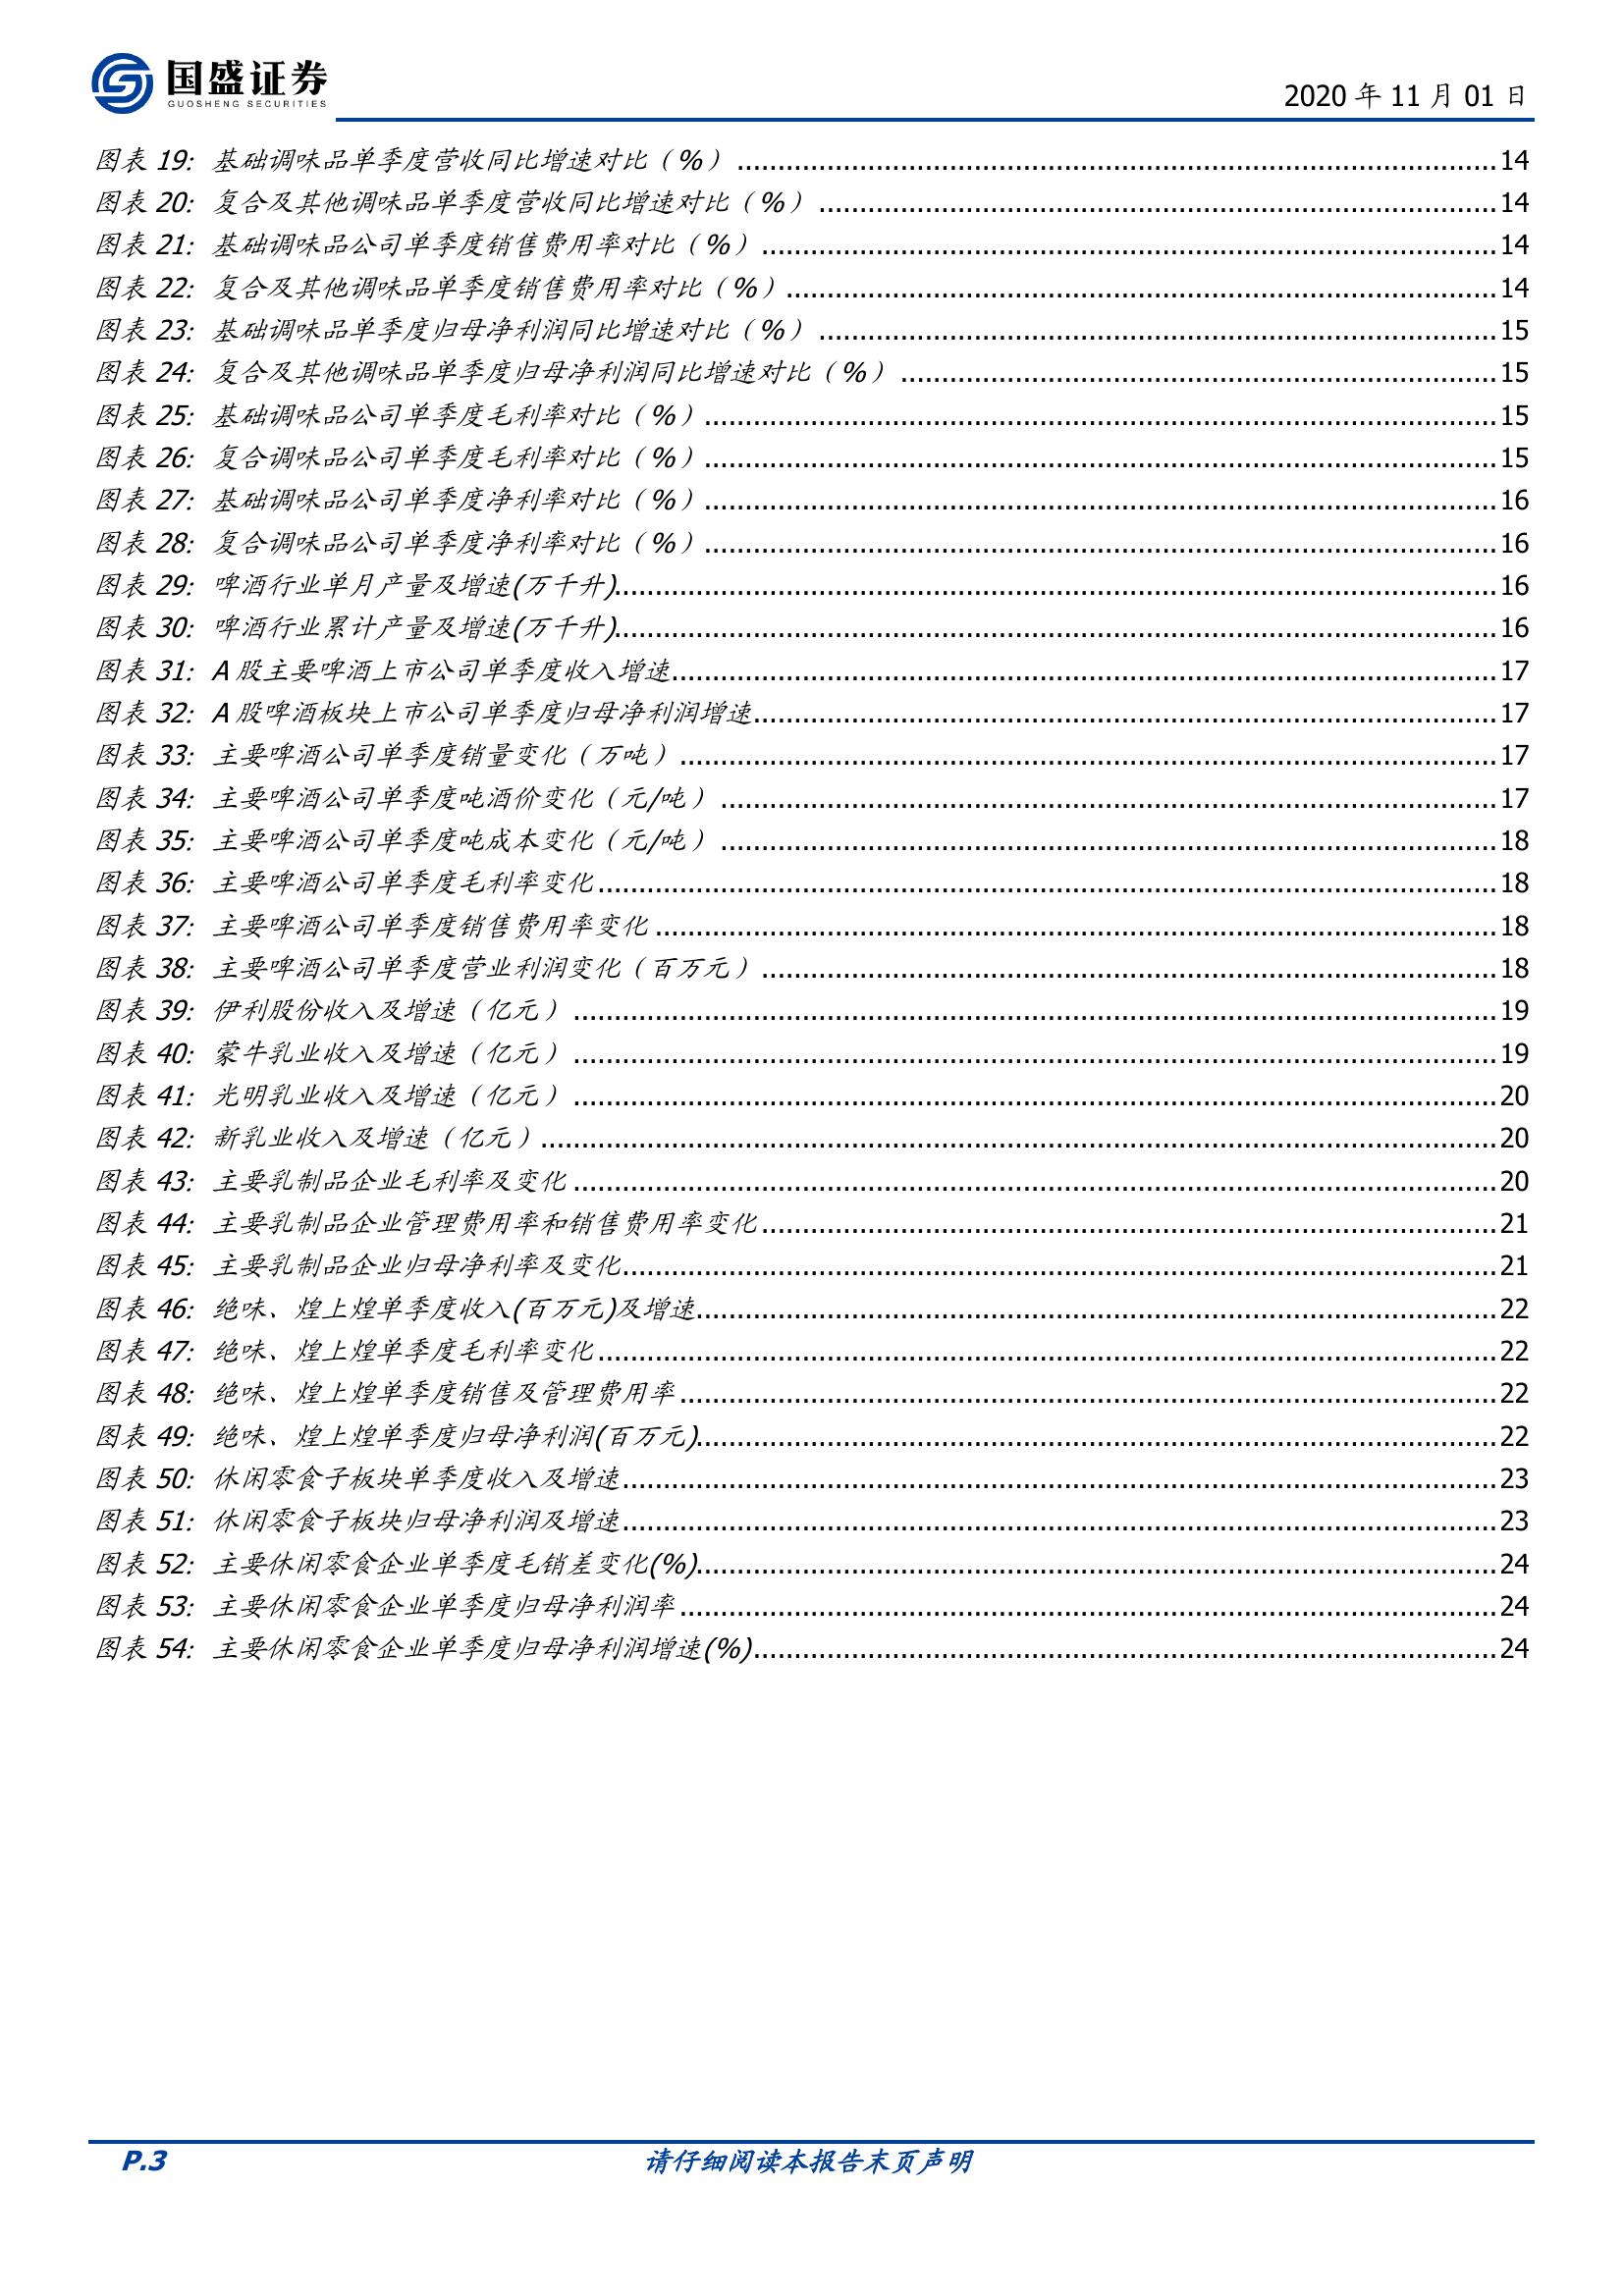 国盛证券
GUOSHENG SECURITIES
2020 年 11 月 01 日
图表 19: 基础调味品单季度营收同比增速对比（%）....................14
图表 20: 复合及其他调味品单季度营收同比增速对比（%）....................14
图表 21: 基础调味品公司单季度销售费用率对比（%）....................14
图表 22: 复合及其他调味品单季度销售费用率对比（%）....................14
图表 23: 基础调味品单季度归母净利润同比增速对比（%）....................15
图表 24: 复合及其他调味品单季度归母净利润同比增速对比（%）....................15
图表 25: 基础调味品公司单季度毛利率对比（%）....................15
图表 26: 复合调味品公司单季度毛利率对比（%）....................15
图表 27: 基础调味品公司单季度净利率对比（%）....................16
图表 28: 复合调味品公司单季度净利率对比（%）....................16
图表 29: 啤酒行业单月产量及增速(万千升)....................16
图表 30: 啤酒行业累计产量及增速(万千升)....................16
图表 31: A 股主要啤酒上市公司单季度收入增速....................17
图表 32: A 股啤酒板块上市公司单季度归母净利润增速....................17
图表 33: 主要啤酒公司单季度销量变化（万吨）....................17
图表 34: 主要啤酒公司单季度吨酒价变化（元/吨）....................17
图表 35: 主要啤酒公司单季度吨成本变化（元/吨）....................18
图表 36: 主要啤酒公司单季度毛利率变化....................18
图表 37: 主要啤酒公司单季度销售费用率变化....................18
图表 38: 主要啤酒公司单季度营业利润变化（百万元）....................18
图表 39: 伊利股份收入及增速（亿元）....................19
图表 40: 蒙牛乳业收入及增速（亿元）....................19
图表 41: 光明乳业收入及增速（亿元）....................20
图表 42: 新乳业收入及增速（亿元）....................20
图表 43: 主要乳制品企业毛利率及变化....................20
图表 44: 主要乳制品企业管理费用率和销售费用率变化....................21
图表 45: 主要乳制品企业归母净利率及变化....................21
图表 46: 绝味、煌上煌单季度收入(百万元)及增速....................22
图表 47: 绝味、煌上煌单季度毛利率变化....................22
图表 48: 绝味、煌上煌单季度销售及管理费用率....................22
图表 49: 绝味、煌上煌单季度归母净利润(百万元)....................22
图表 50: 休闲零食子板块单季度收入及增速....................23
图表 51: 休闲零食子板块归母净利润及增速....................23
图表 52: 主要休闲零食企业单季度毛销差变化(%)....................24
图表 53: 主要休闲零食企业单季度归母净利润率....................24
图表 54: 主要休闲零食企业单季度归母净利润增速(%)....................24
P.3
请仔细阅读本报告末页声明